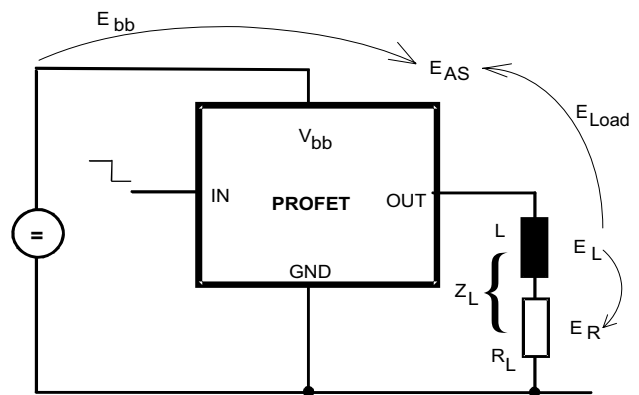 E bb
E AS
E Load
V bb
IN
PROFET
OUT
=
GND
L
E L
Z L
{
E R
R L